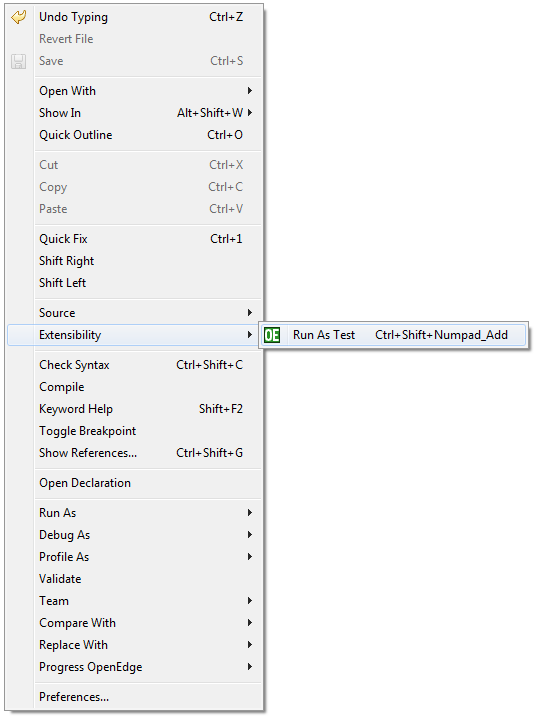 Undo Typing Ctrl+Z
Revert File
Save Ctrl+S
Open With
Show In Alt+Shift+W
Quick Outline Ctrl+O
Cut Ctrl+X
Copy Ctrl+C
Paste Ctrl+V
Quick Fix Ctrl+1
Shift Right
Shift Left
Source
Extensibility
OE Run As Test Ctrl+Shift+Numpad_Add
Check Syntax Ctrl+Shift+C
Compile
Keyword Help Shift+F2
Toggle Breakpoint
Show References... Ctrl+Shift+G
Open Declaration
Run As
Debug As
Profile As
Validate
Team
Compare With
Replace With
Progress OpenEdge
Preferences...